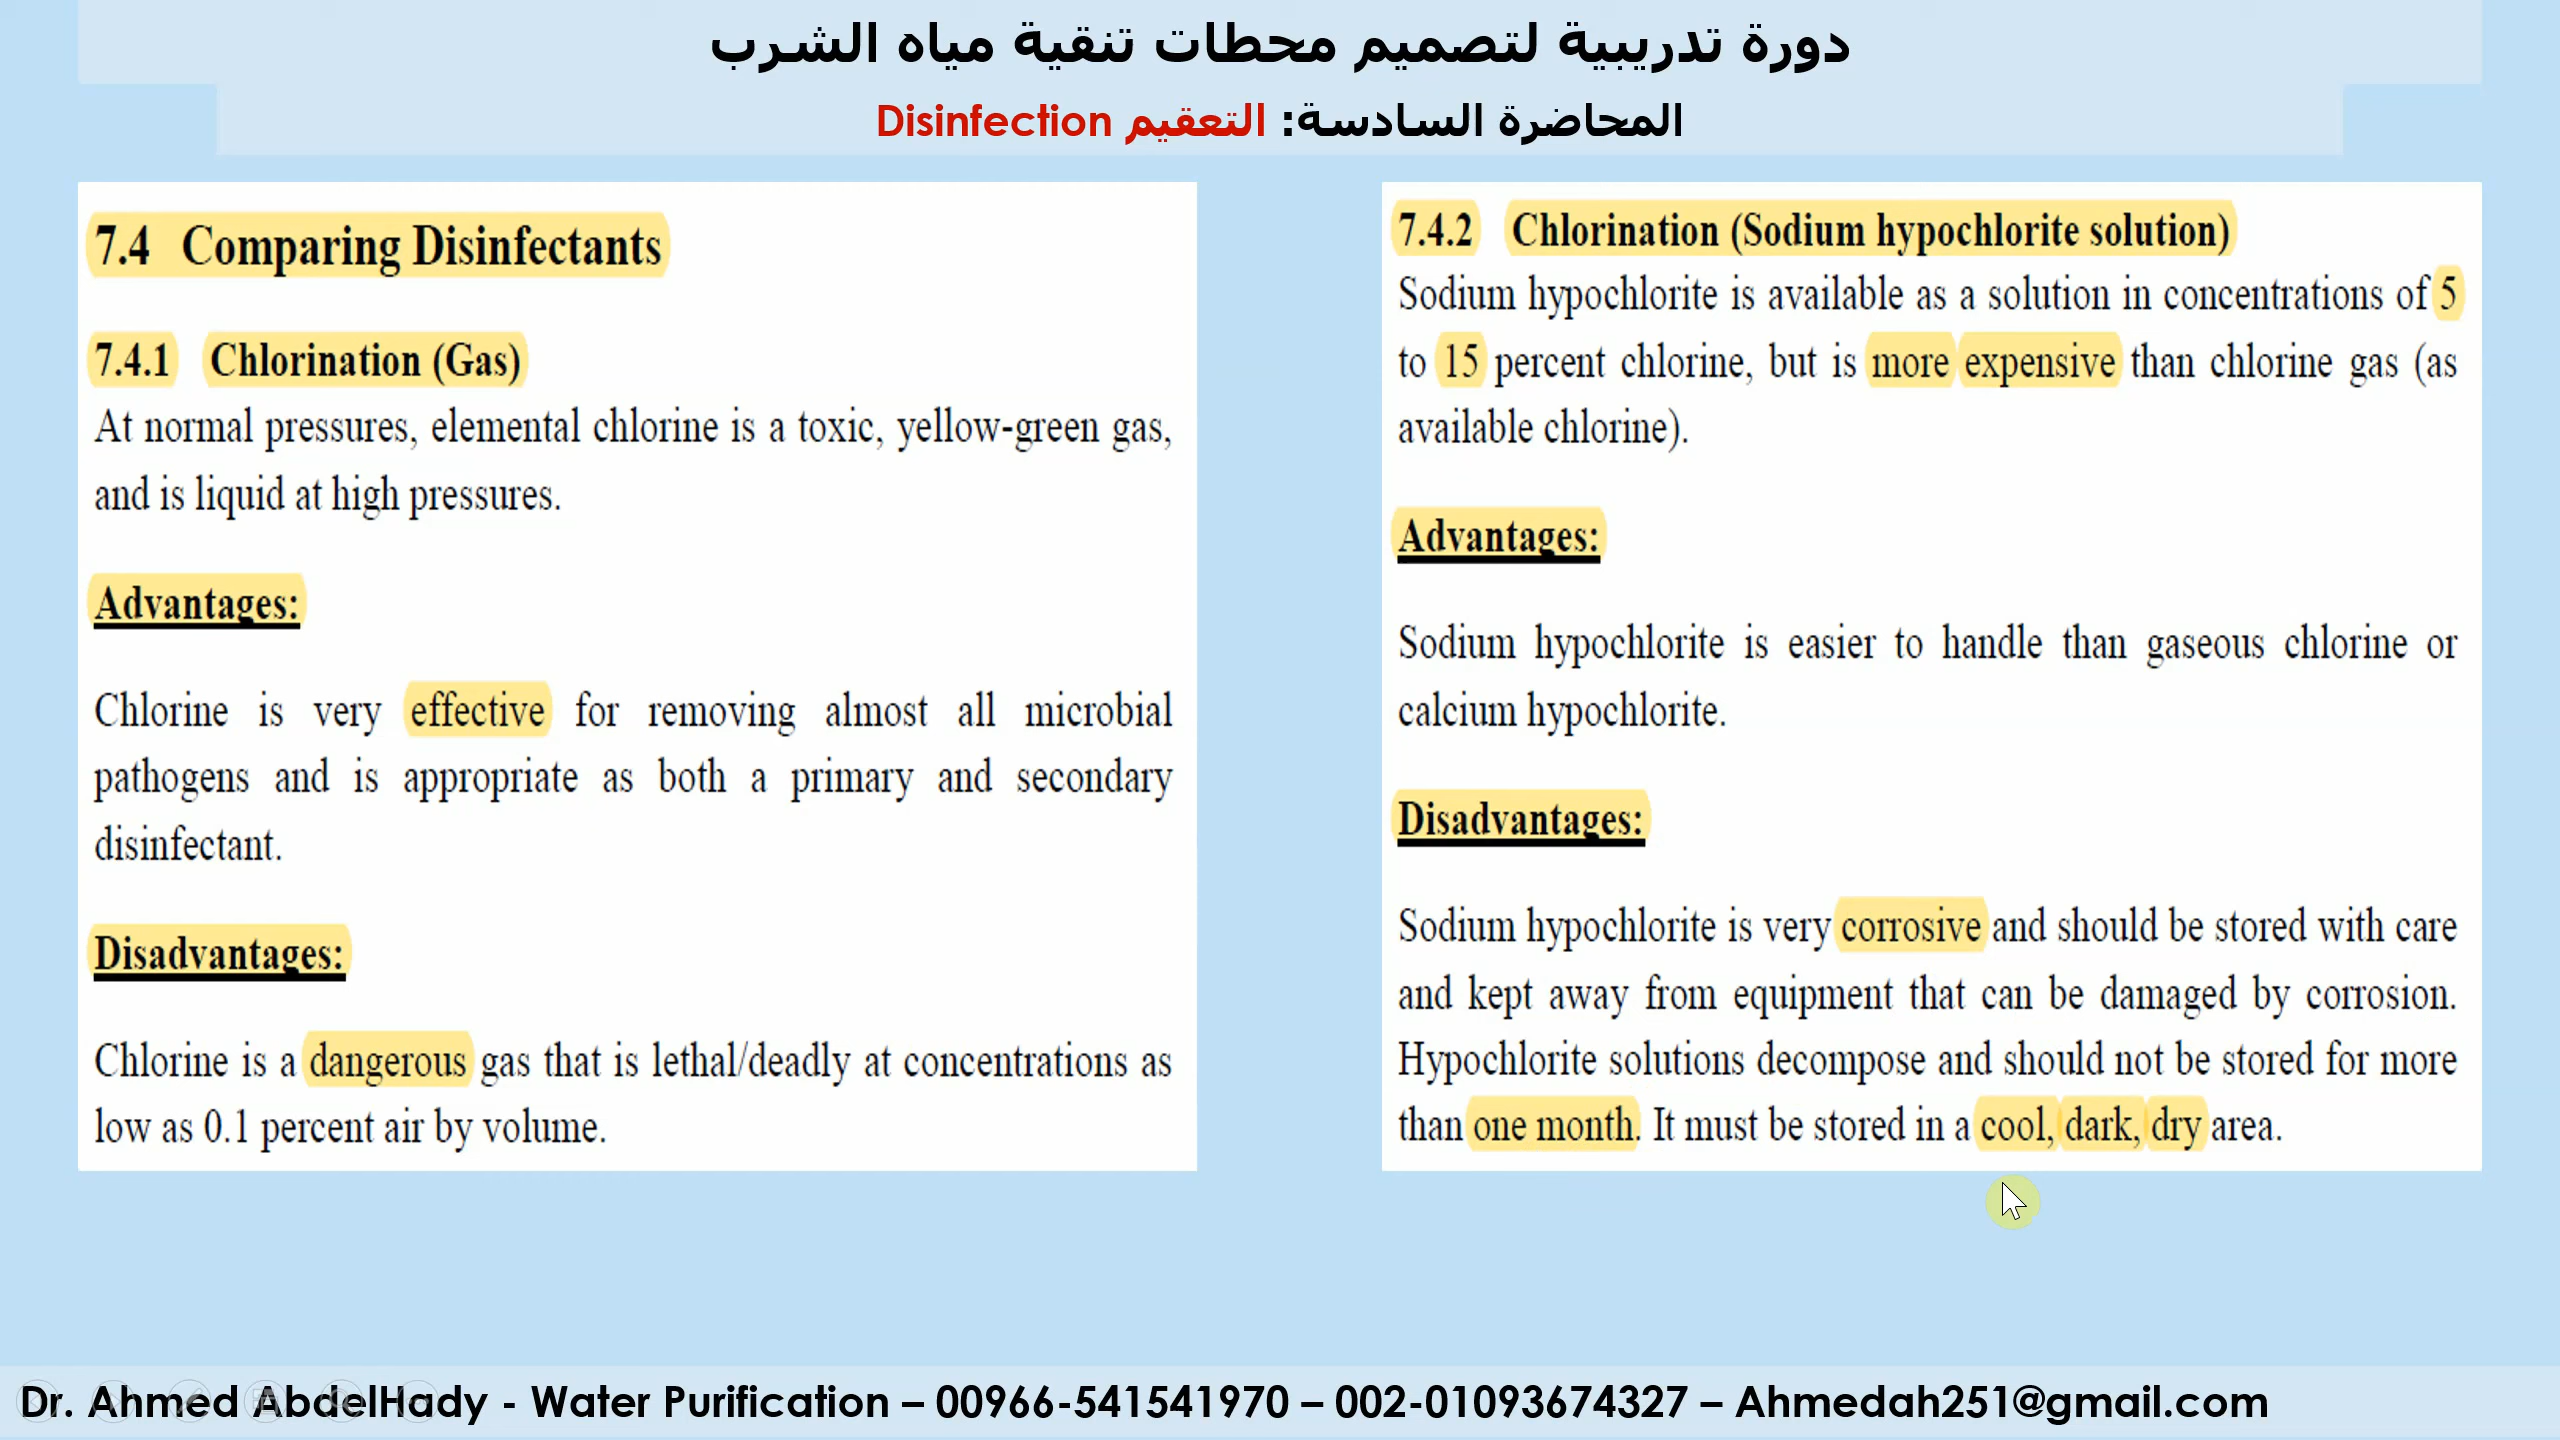 دورة تدريبية لتصميم محطات تنقية مياه الشرب
المحاضرة السادسة: التعقيم Disinfection
7.4 Comparing Disinfectants
7.4.1 Chlorination (Gas)
At normal pressures, elemental chlorine is a toxic, yellow-green gas,
and is liquid at high pressures.
Advantages:
Chlorine is very effective for removing almost all microbial
pathogens and is appropriate as both a primary and secondary
disinfectant.
Disadvantages:
Chlorine is a dangerous gas that is lethal/deadly at concentrations as
low as 0.1 percent air by volume.
7.4.2 Chlorination (Sodium hypochlorite solution)
Sodium hypochlorite is available as a solution in concentrations of 5
to 15 percent chlorine, but is more expensive than chlorine gas (as
available chlorine).
Advantages:
Sodium hypochlorite is easier to handle than gaseous chlorine or
calcium hypochlorite.
Disadvantages:
Sodium hypochlorite is very corrosive and should be stored with care
and kept away from equipment that can be damaged by corrosion.
Hypochlorite solutions decompose and should not be stored for more
than one month. It must be stored in a cool, dark, dry area.
Dr. Ahmed AbdelHady - Water Purification – 00966-541541970 – 002-01093674327 – Ahmedah251@gmail.com